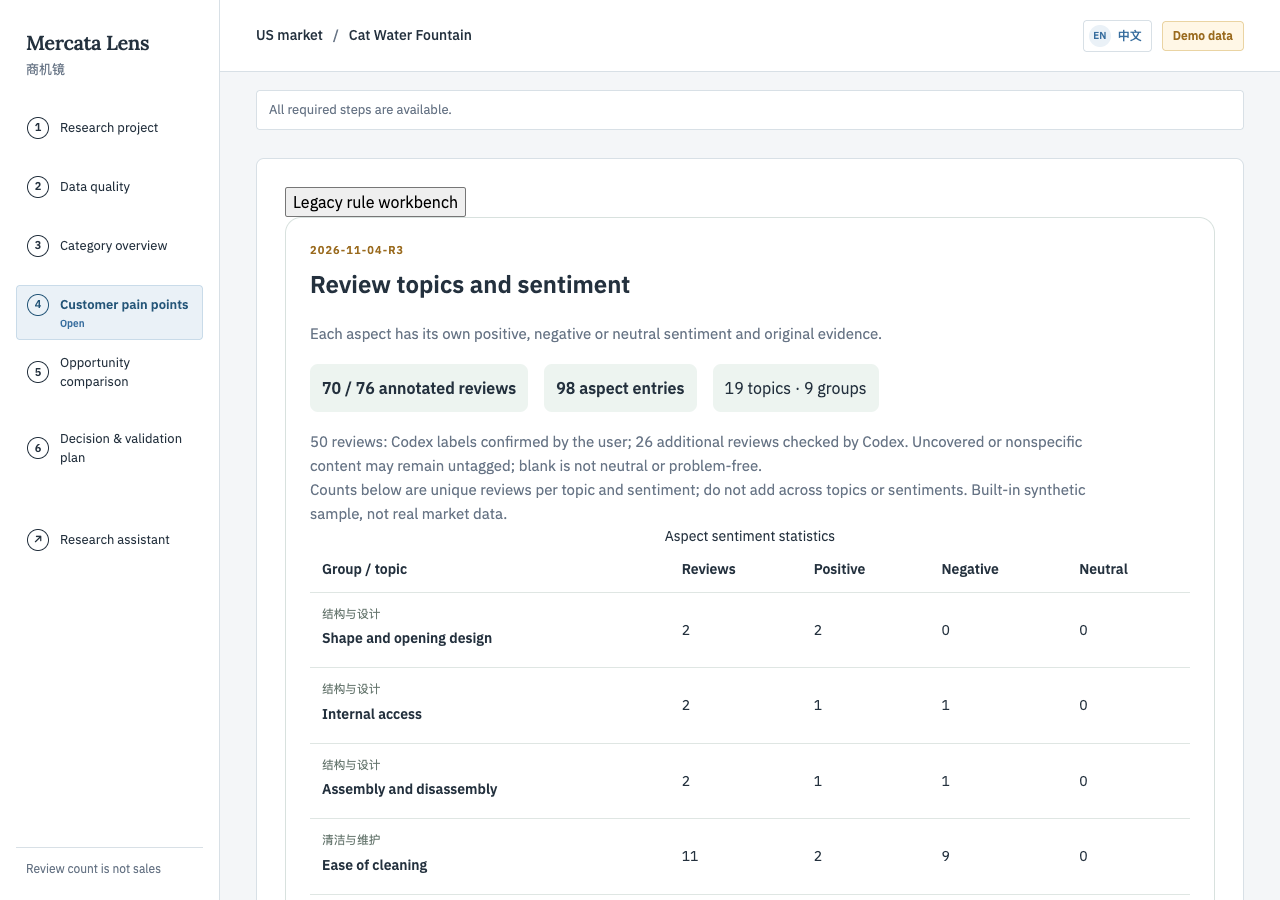 Mercata Lens
商机镜
1 Research project
2 Data quality
3 Category overview
4 Customer pain points
Open
5 Opportunity
comparison
6 Decision & validation
plan
Research assistant
Review count is not sales
US market / Cat Water Fountain
EN 中文
Demo data
All required steps are available.
Legacy rule workbench
2026-11-04-R3
Review topics and sentiment
Each aspect has its own positive, negative or neutral sentiment and original evidence.
70 / 76 annotated reviews
98 aspect entries
19 topics · 9 groups
50 reviews: Codex labels confirmed by the user; 26 additional reviews checked by Codex. Uncovered or nonspecific
content may remain untagged; blank is not neutral or problem-free.
Counts below are unique reviews per topic and sentiment; do not add across topics or sentiments. Built-in synthetic
sample, not real market data.
Aspect sentiment statistics
Group / topic Reviews Positive Negative Neutral
结构与设计
Shape and opening design 2 2 0 0
结构与设计
Internal access 2 1 1 0
结构与设计
Assembly and disassembly 2 1 1 0
清洁与维护
Ease of cleaning 11 2 9 0